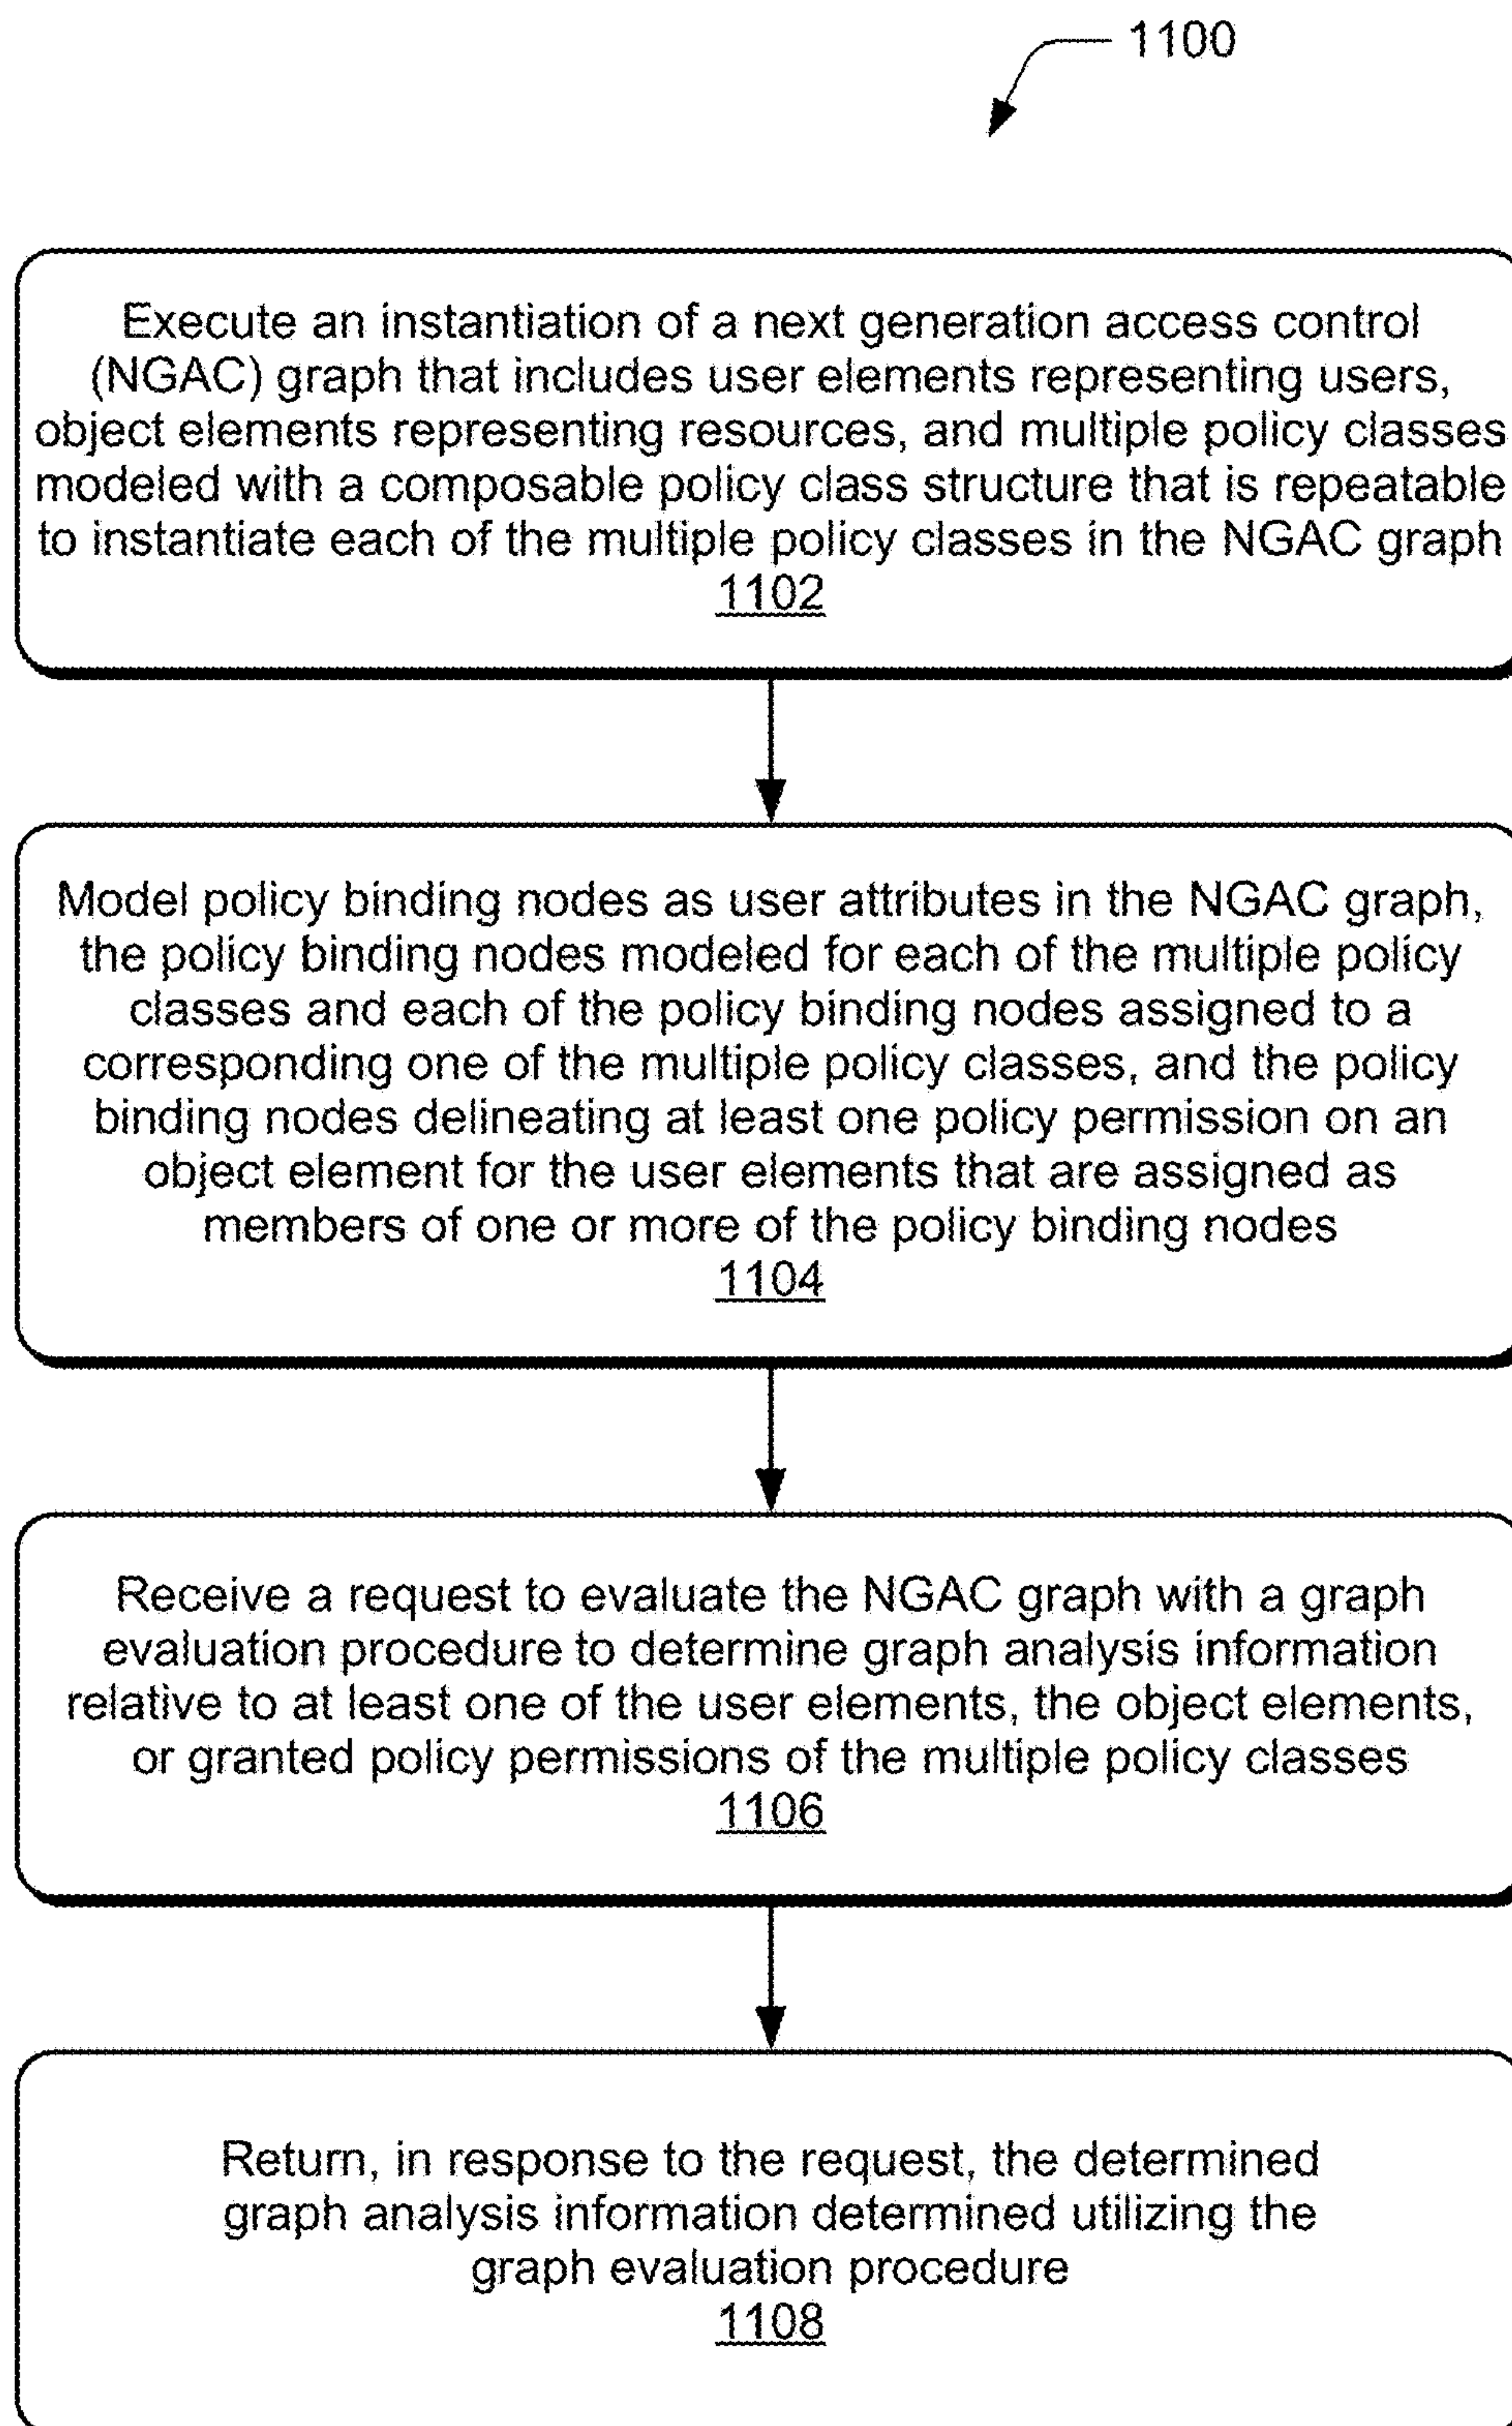 1100
Execute an instantiation of a next generation access control
(NGAC) graph that includes user elements representing users,
object elements representing resources, and multiple policy classes
modeled with a composable policy class structure that is repeatable
to instantiate each of the multiple policy classes in the NGAC graph
1102
Model policy binding nodes as user attributes in the NGAC graph,
the policy binding nodes modeled for each of the multiple policy
classes and each of the policy binding nodes assigned to a
corresponding one of the multiple policy classes, and the policy
binding nodes delineating at least one policy permission on an
object element for the user elements that are assigned as
members of one or more of the policy binding nodes
1104
Receive a request to evaluate the NGAC graph with a graph
evaluation procedure to determine graph analysis information
relative to at least one of the user elements, the object elements,
or granted policy permissions of the multiple policy classes
1106
Return, in response to the request, the determined
graph analysis information determined utilizing the
graph evaluation procedure
1108